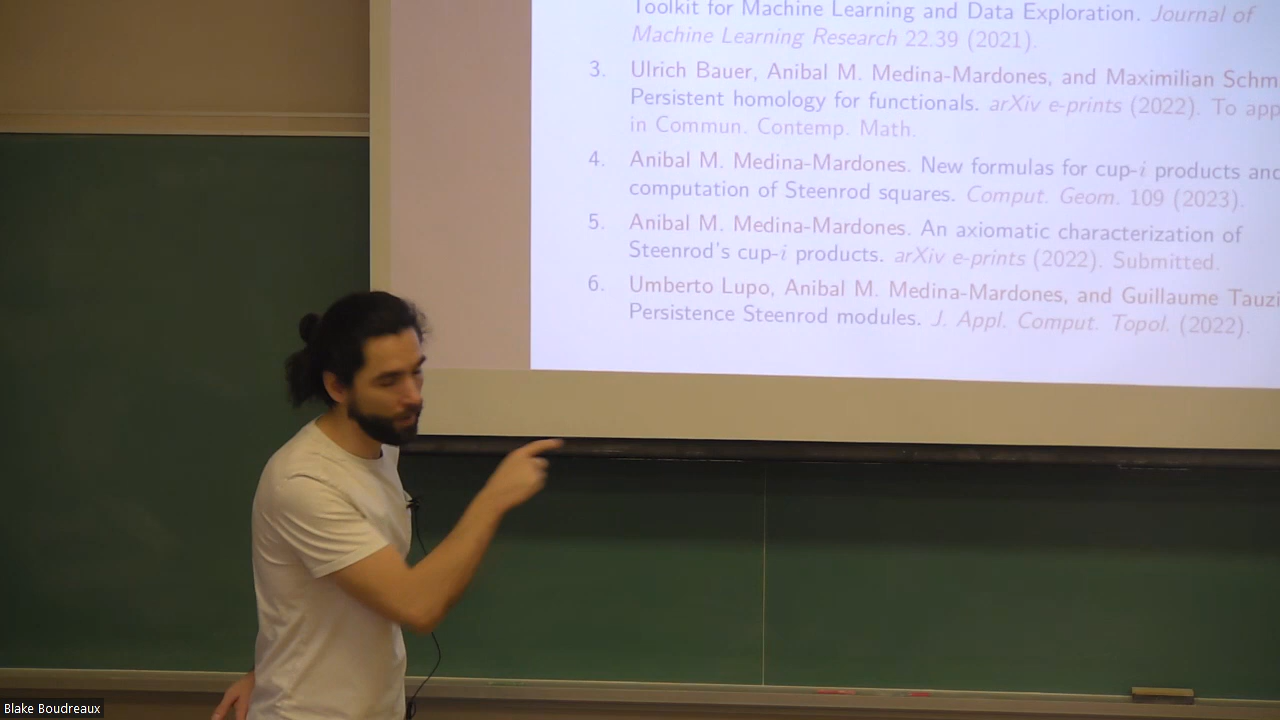 Toolkit for Machine Learning and Data Exploration. Journal of
Machine Learning Research 22.39 (2021).
3. Ulrich Bauer, Anibal M. Medina-Mardones, and Maximilian Schm
Persistent homology for functionals. arXiv e-prints (2022). To app
in Commun. Contemp. Math.
4. Anibal M. Medina-Mardones. New formulas for cup-i products and
computation of Steenrod squares. Comput. Geom. 109 (2023).
5. Anibal M. Medina-Mardones. An axiomatic characterization of
Steenrod's cup-i products. arXiv e-prints (2022). Submitted.
6. Umberto Lupo, Anibal M. Medina-Mardones, and Guillaume Tauzi
Persistence Steenrod modules. J. Appl. Comput. Topol. (2022).
Blake Boudreaux